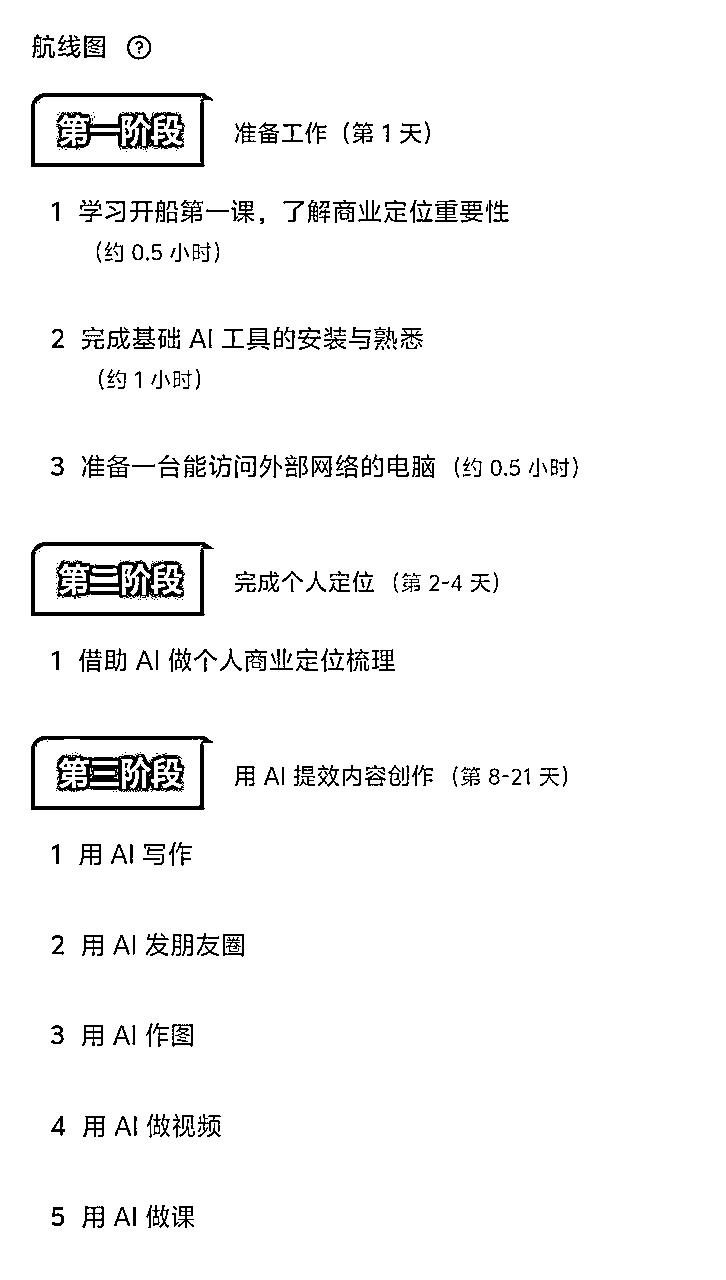 航线图 ?
第一阶段 准备工作（第 1 天）
1 学习开船第一课，了解商业定位重要性
（约 0.5 小时）
2 完成基础 AI 工具的安装与熟悉
（约 1 小时）
3 准备一台能访问外部网络的电脑（约 0.5 小时）
第二阶段 完成个人定位（第 2-4 天）
1 借助 AI 做个人商业定位梳理
第三阶段 用 AI 提效内容创作（第 8-21 天）
1 用 AI 写作
2 用 AI 发朋友圈
3 用 AI 作图
4 用 AI 做视频
5 用 AI 做课